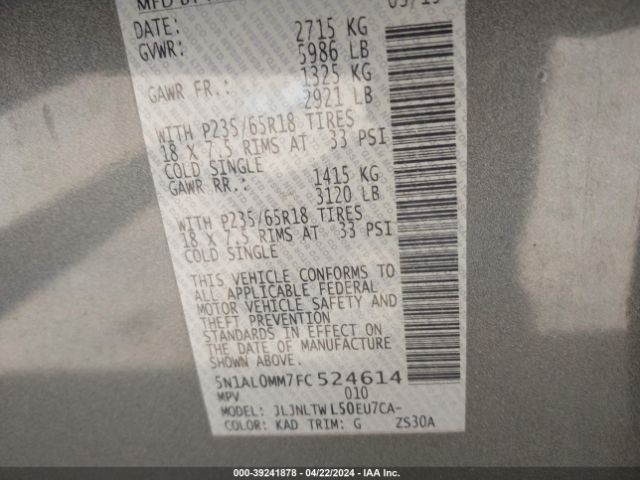 MFD BY
DATE: 03/15
GVWR: 2715 KG
5986 LB
GAWR FR.: 1325 KG
2921 LB
WITH P235/65R18 TIRES
18 X 7.5 RIMS AT 33 PSI
COLD SINGLE
GAWR RR.: 1415 KG
3120 LB
WITH P235/65R18 TIRES
18 X 7.5 RIMS AT 33 PSI
COLD SINGLE
THIS VEHICLE CONFORMS TO
ALL APPLICABLE FEDERAL
MOTOR VEHICLE SAFETY AND
THEFT PREVENTION
STANDARDS IN EFFECT ON
THE DATE OF MANUFACTURE
SHOWN ABOVE.
5N1AL0MM7FC524614
MPV 010
MODEL: JLJNLTWL50EU7CA-
COLOR: KAD TRIM: G ZS30A
000-39241878 | 04/22/2024 | IAA Inc.